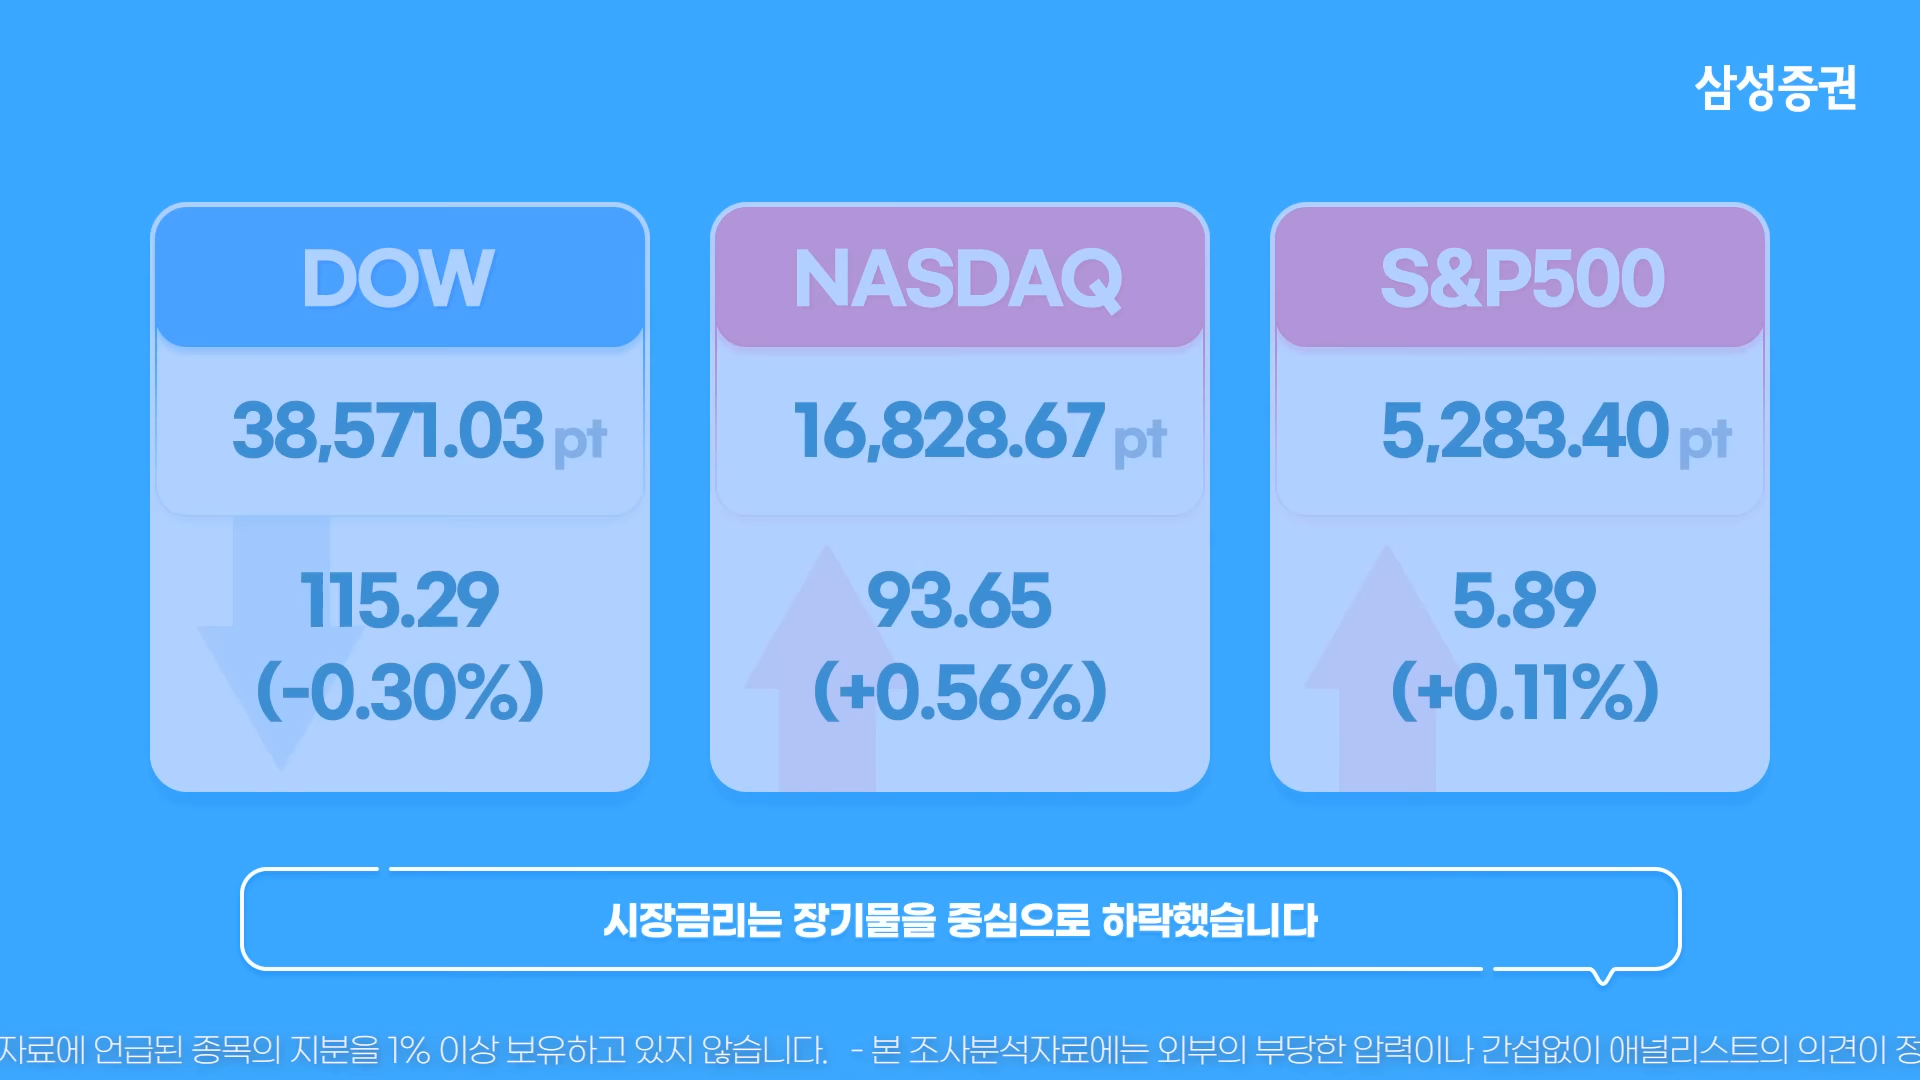 삼성증권
DOW
38,571.03 pt
115.29
(-0.30%)
NASDAQ
16,828.67 pt
93.65
(+0.56%)
S&P500
5,283.40 pt
5.89
(+0.11%)
시장금리는 장기물을 중심으로 하락했습니다
자료에 언급된 종목의 지분을 1% 이상 보유하고 있지 않습니다. - 본 조사분석자료에는 외부의 부당한 압력이나 간섭없이 애널리스트의 의견이 정